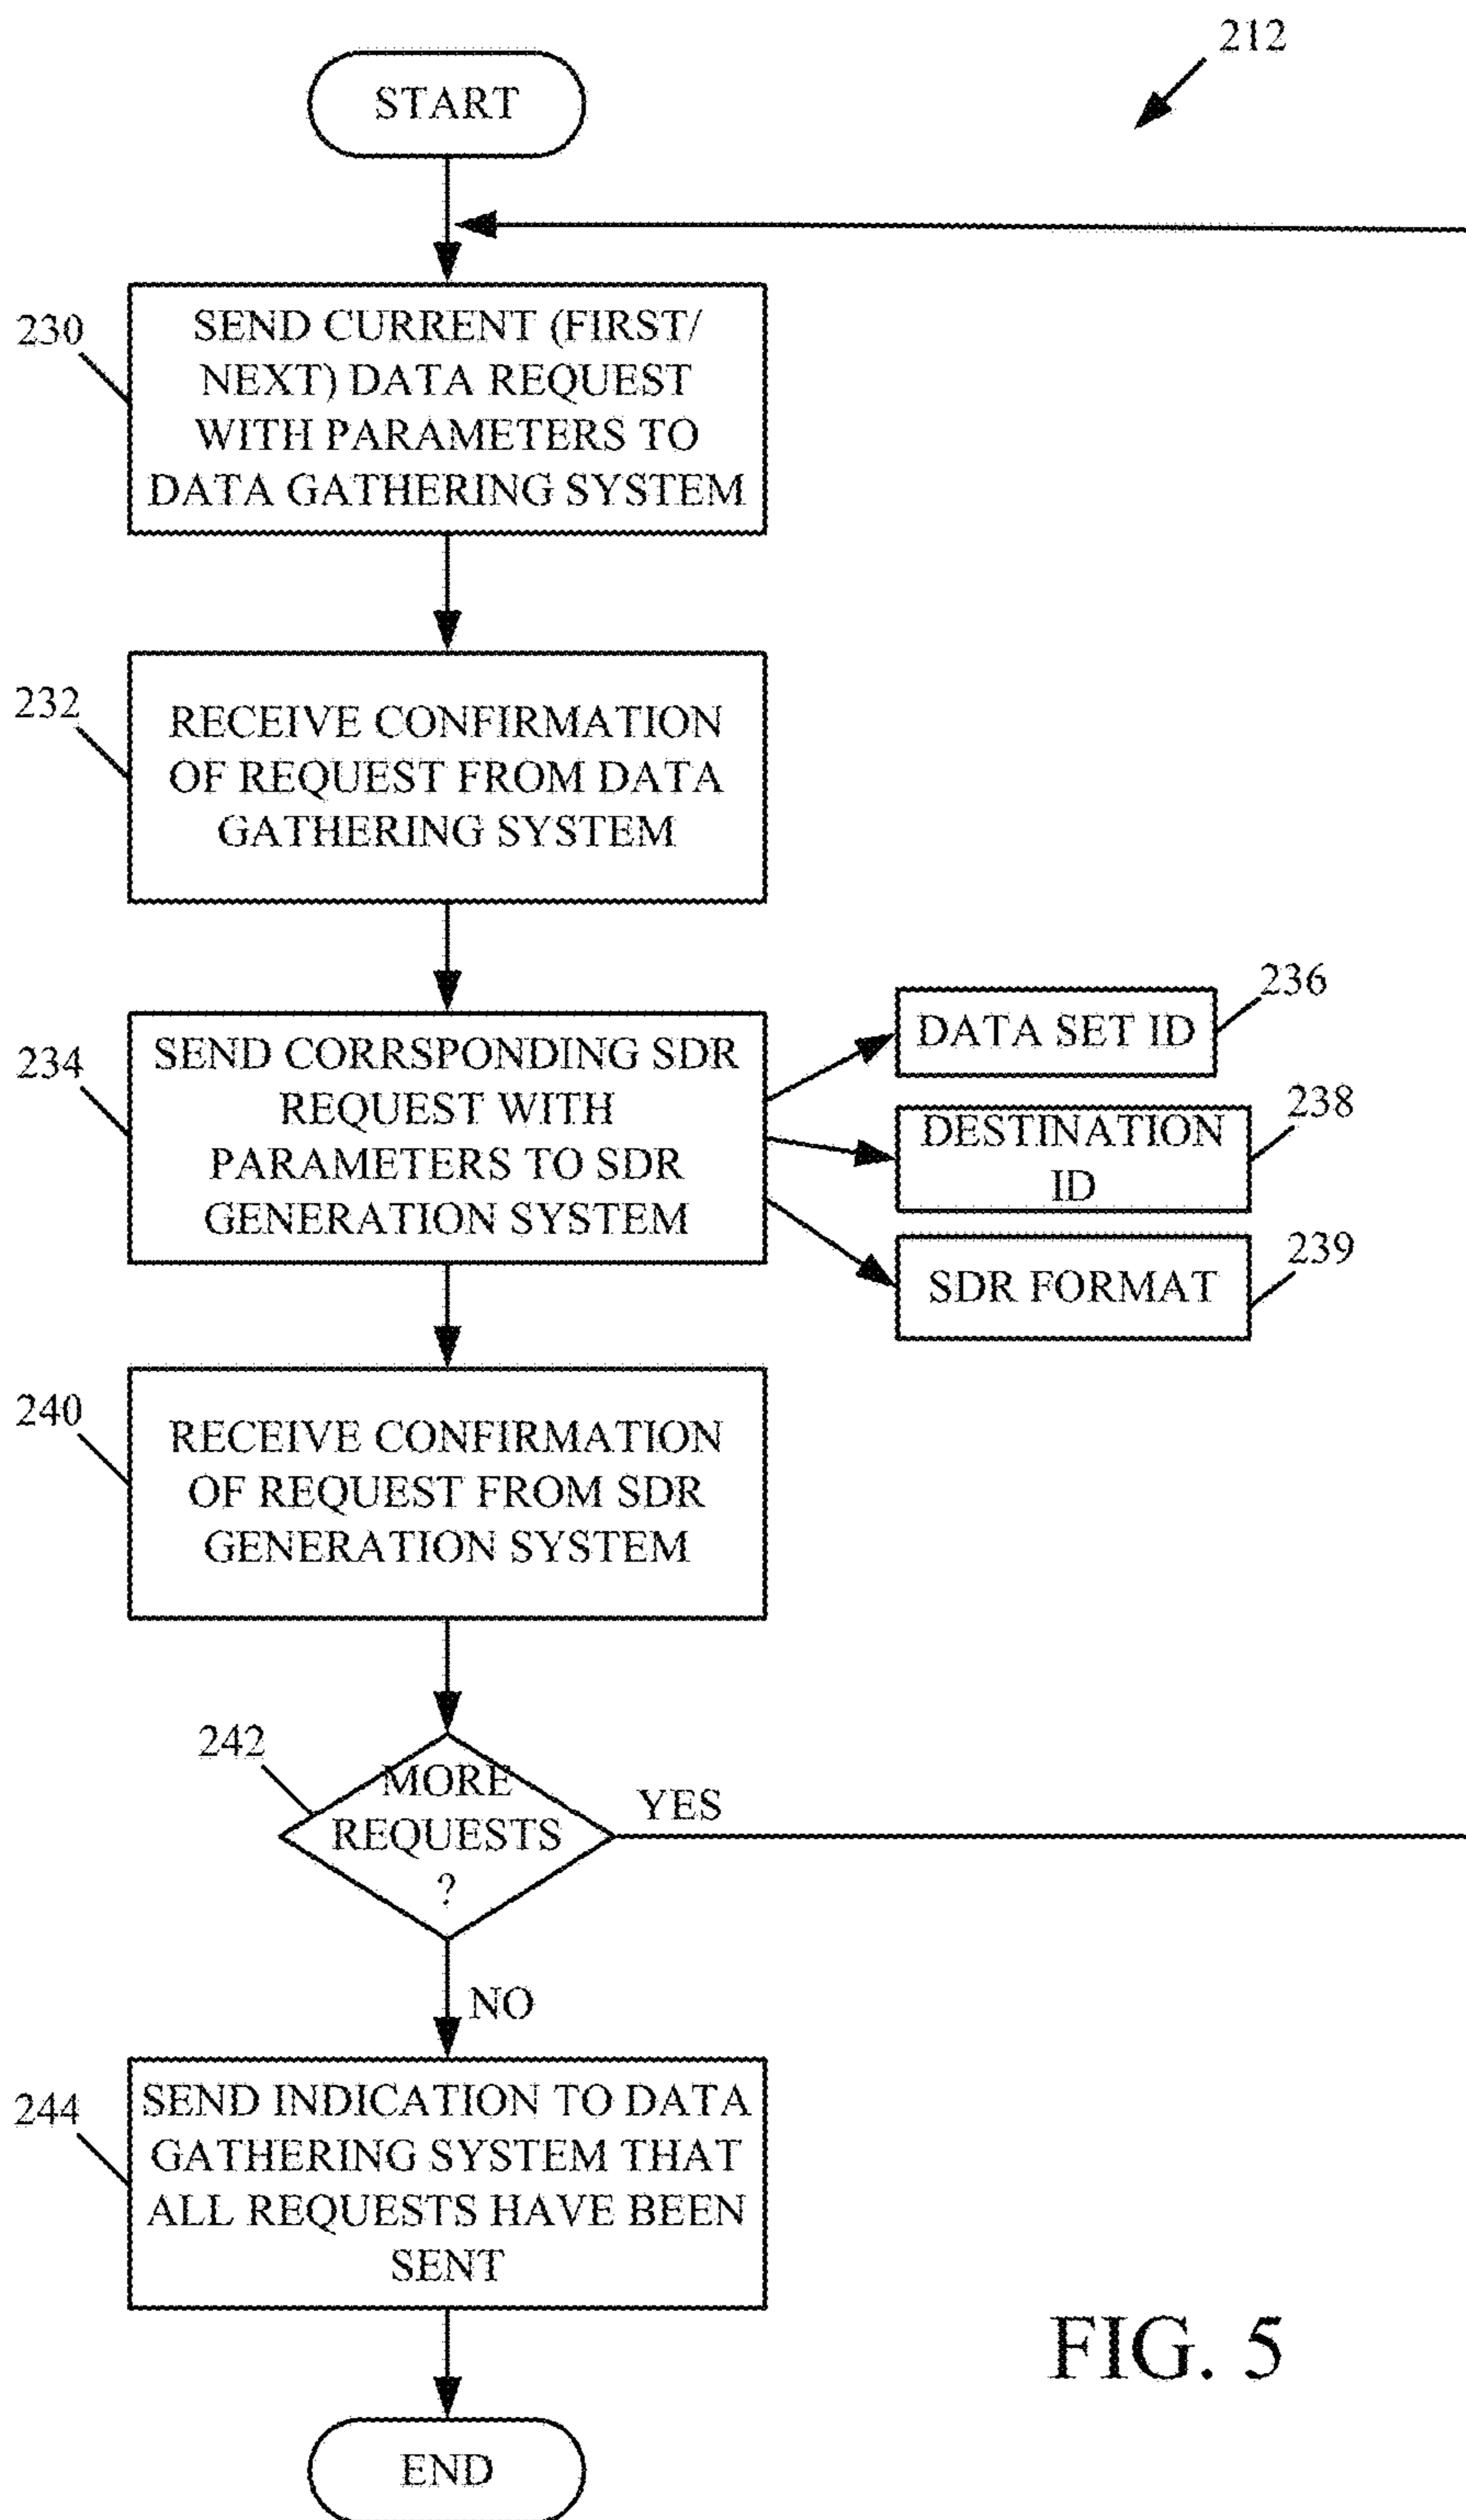 212
START
230
SEND CURRENT (FIRST/
NEXT) DATA REQUEST
WITH PARAMETERS TO
DATA GATHERING SYSTEM
232
RECEIVE CONFIRMATION
OF REQUEST FROM DATA
GATHERING SYSTEM
234
SEND CORRSPONDING SDR
REQUEST WITH
PARAMETERS TO SDR
GENERATION SYSTEM
236
DATA SET ID
238
DESTINATION
ID
239
SDR FORMAT
240
RECEIVE CONFIRMATION
OF REQUEST FROM SDR
GENERATION SYSTEM
242
MORE
REQUESTS
?
YES
NO
244
SEND INDICATION TO DATA
GATHERING SYSTEM THAT
ALL REQUESTS HAVE BEEN
SENT
END
FIG. 5